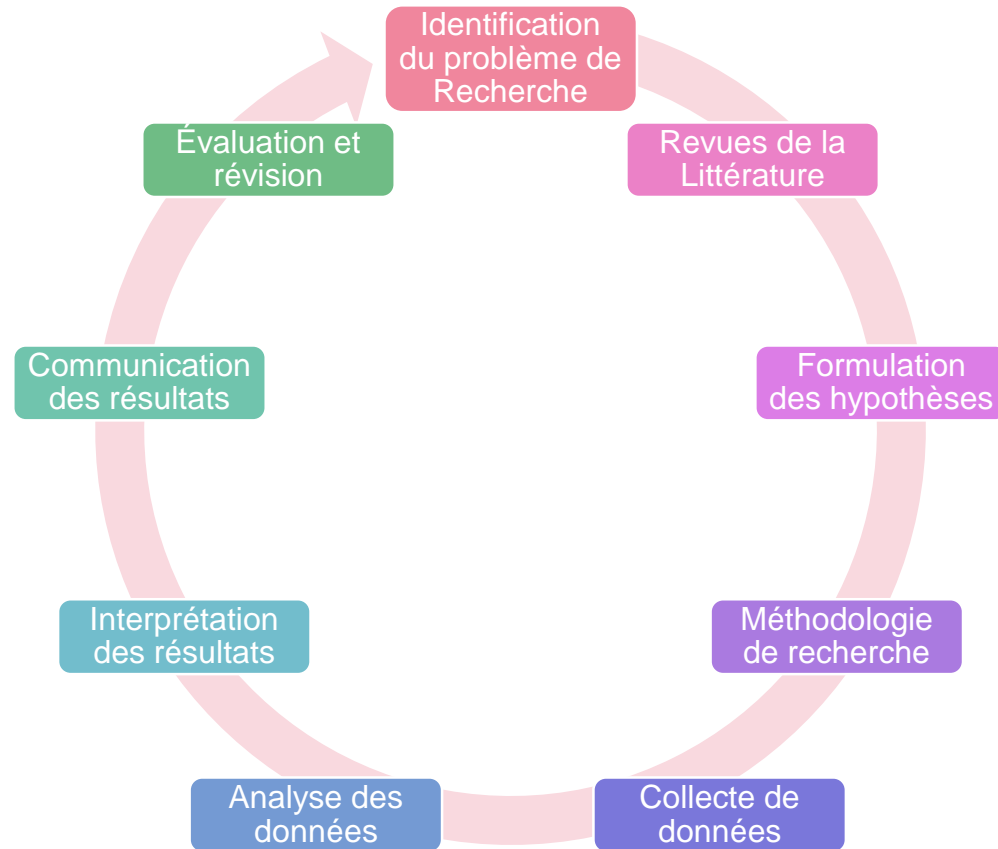 Identification
du problème de
Recherche
Revues de la
Littérature
Formulation
des hypothèses
Méthodologie
de recherche
Collecte de
données
Analyse des
données
Interprétation
des résultats
Communication
des résultats
Évaluation et
révision